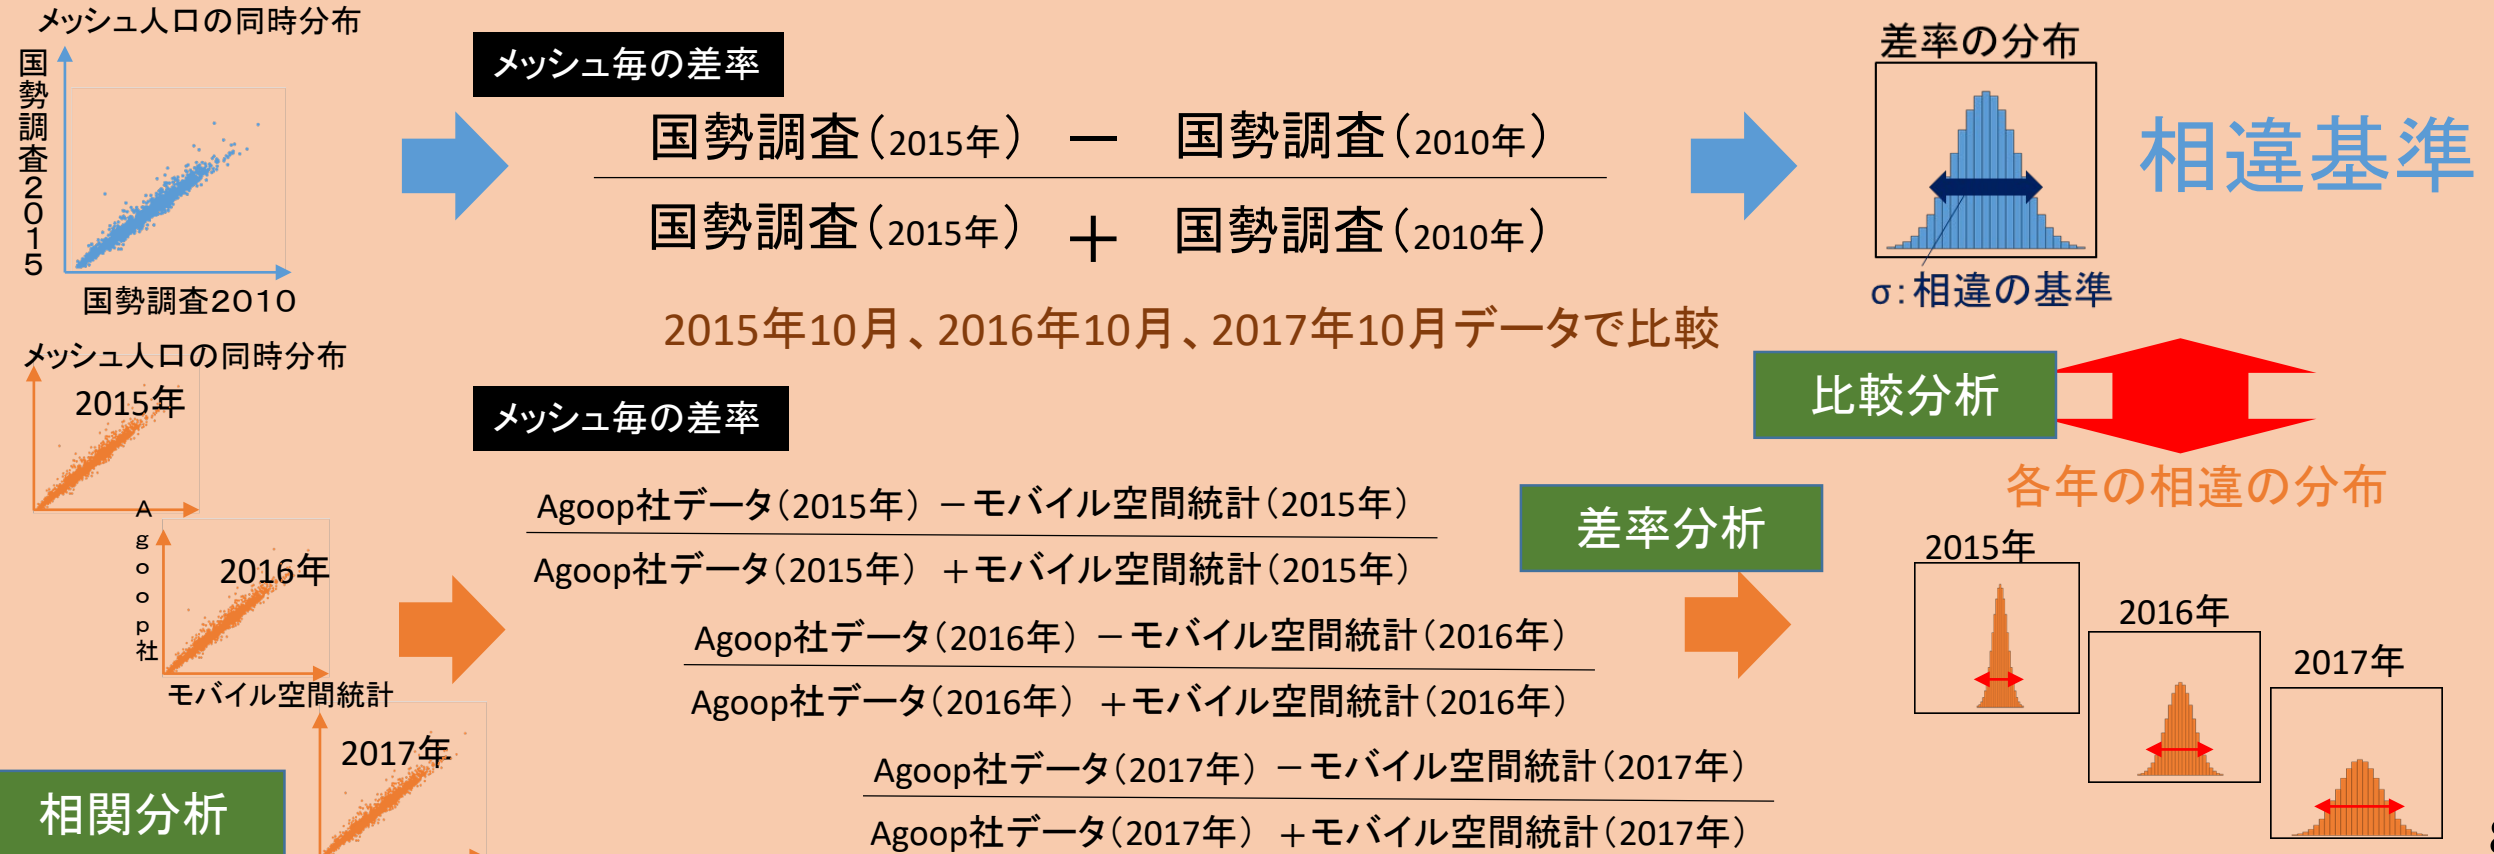 メッシュ人口の同時分布
国勢調査2015
国勢調査2010
メッシュ毎の差率
国勢調査(2015年) － 国勢調査(2010年)
国勢調査(2015年) ＋ 国勢調査(2010年)
差率の分布
σ：相違の基準
相違基準
2015年10月、2016年10月、2017年10月データで比較
メッシュ人口の同時分布
2015年
2016年
2017年
Agoop社
モバイル空間統計
相関分析
メッシュ毎の差率
Agoop社データ(2015年) －モバイル空間統計(2015年)
Agoop社データ(2015年) ＋モバイル空間統計(2015年)
Agoop社データ(2016年) －モバイル空間統計(2016年)
Agoop社データ(2016年) ＋モバイル空間統計(2016年)
Agoop社データ(2017年) －モバイル空間統計(2017年)
Agoop社データ(2017年) ＋モバイル空間統計(2017年)
差率分析
比較分析
各年の相違の分布
2015年
2016年
2017年